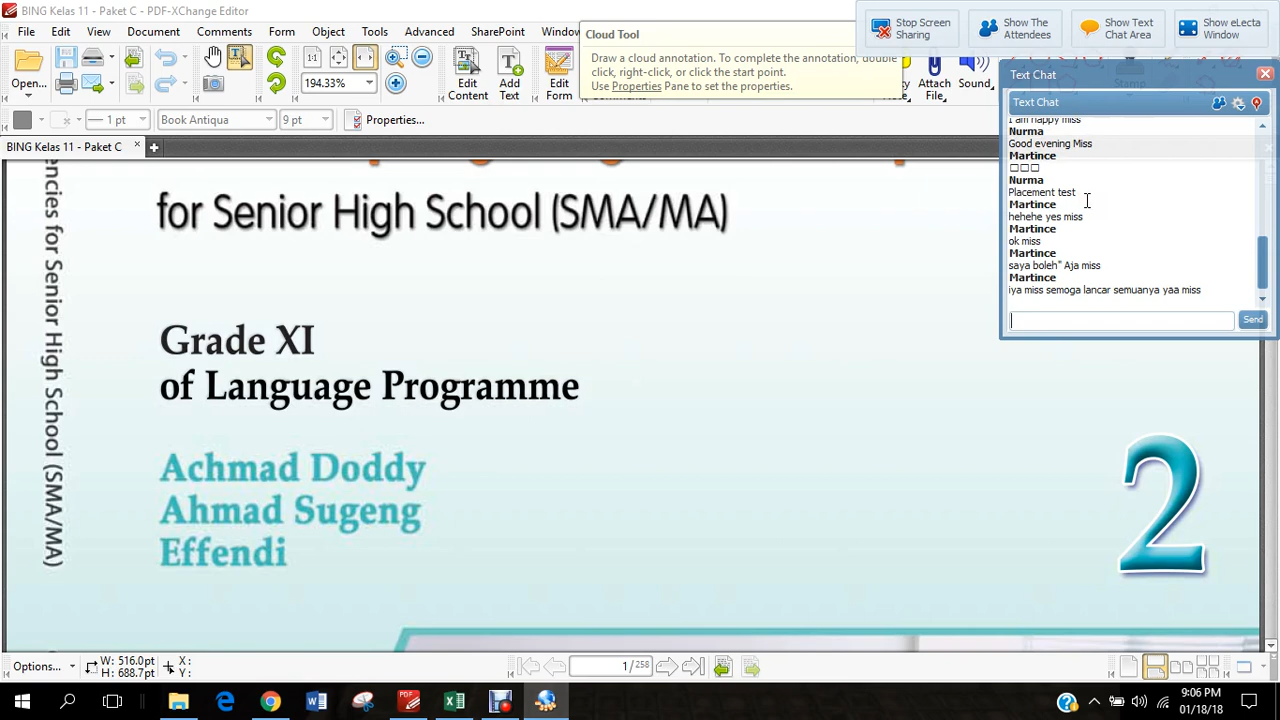 BING Kelas 11 - Paket C - PDF-XChange Editor
File Edit View Document Comments Form Object Tools Advanced SharePoint Window
Cloud Tool
Draw a cloud annotation. To complete the annotation, double
click, right-click, or click the start point.
Use Properties Pane to set the properties.
Stop Screen
Sharing
Show The
Attendees
Show Text
Chat Area
Show eLecta
Window
Open...
194.33%
Edit
Content
Add
Text
Edit
Form
Attach
File...
Sound...
1 pt
Book Antiqua
9 pt
Properties...
BING Kelas 11 - Paket C
Text Chat
Text Chat
I am happy miss
Nurma
Good evening Miss
Martince
□□□
Nurma
Placement test
Martince
hehehe yes miss
Martince
ok miss
Martince
saya boleh" Aja miss
Martince
iya miss semoga lancar semuanya yaa miss
Send
encies for Senior High School (SMA/MA)
for Senior High School (SMA/MA)
Grade XI
of Language Programme
Achmad Doddy
Ahmad Sugeng
Effendi
2
Options...
W: 516.0pt
H: 688.7pt
X:
Y:
1 / 258
9:06 PM
01/18/18